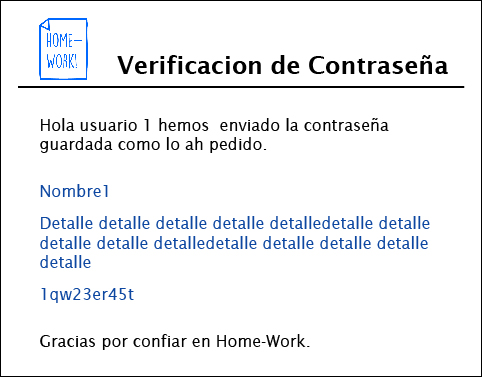 HOME-
WORK!
Verificacion de Contraseña
Hola usuario 1 hemos  enviado la contraseña
guardada como lo ah pedido.
Nombre1
Detalle detalle detalle detalle detalledetalle detalle
detalle detalle detalledetalle detalle detalle detalle
detalle
1qw23er45t
Gracias por confiar en Home-Work.